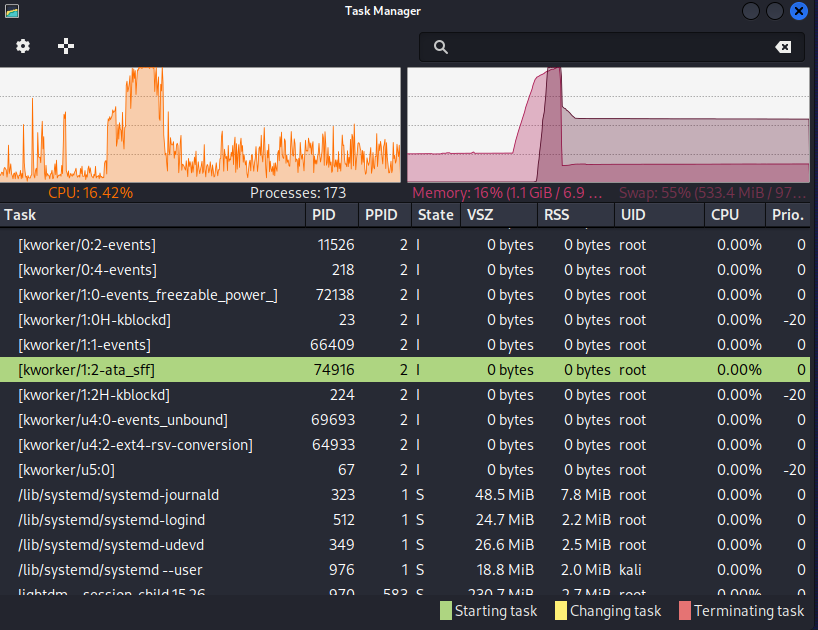 Task Manager
CPU: 16.42% Processes: 173 Memory: 16% (1.1 GiB / 6.9 ... Swap: 55% (533.4 MiB / 97...
Task PID PPID State VSZ RSS UID CPU Prio.
[kworker/0:2-events] 11526 2 I 0 bytes 0 bytes root 0.00% 0
[kworker/0:4-events] 218 2 I 0 bytes 0 bytes root 0.00% 0
[kworker/1:0-events_freezable_power_] 72138 2 I 0 bytes 0 bytes root 0.00% 0
[kworker/1:0H-kblockd] 23 2 I 0 bytes 0 bytes root 0.00% -20
[kworker/1:1-events] 66409 2 I 0 bytes 0 bytes root 0.00% 0
[kworker/1:2-ata_sff] 74916 2 I 0 bytes 0 bytes root 0.00% 0
[kworker/1:2H-kblockd] 224 2 I 0 bytes 0 bytes root 0.00% -20
[kworker/u4:0-events_unbound] 69693 2 I 0 bytes 0 bytes root 0.00% 0
[kworker/u4:2-ext4-rsv-conversion] 64933 2 I 0 bytes 0 bytes root 0.00% 0
[kworker/u5:0] 67 2 I 0 bytes 0 bytes root 0.00% -20
/lib/systemd/systemd-journald 323 1 S 48.5 MiB 7.8 MiB root 0.00% 0
/lib/systemd/systemd-logind 512 1 S 24.7 MiB 2.2 MiB root 0.00% 0
/lib/systemd/systemd-udevd 349 1 S 26.6 MiB 2.5 MiB root 0.00% 0
/lib/systemd/systemd --user 976 1 S 18.8 MiB 2.0 MiB kali 0.00% 0
lightdm --session-child 15 26 970 583 S 230.7 MiB 2.7 MiB root 0.00% 0
Starting task Changing task Terminating task